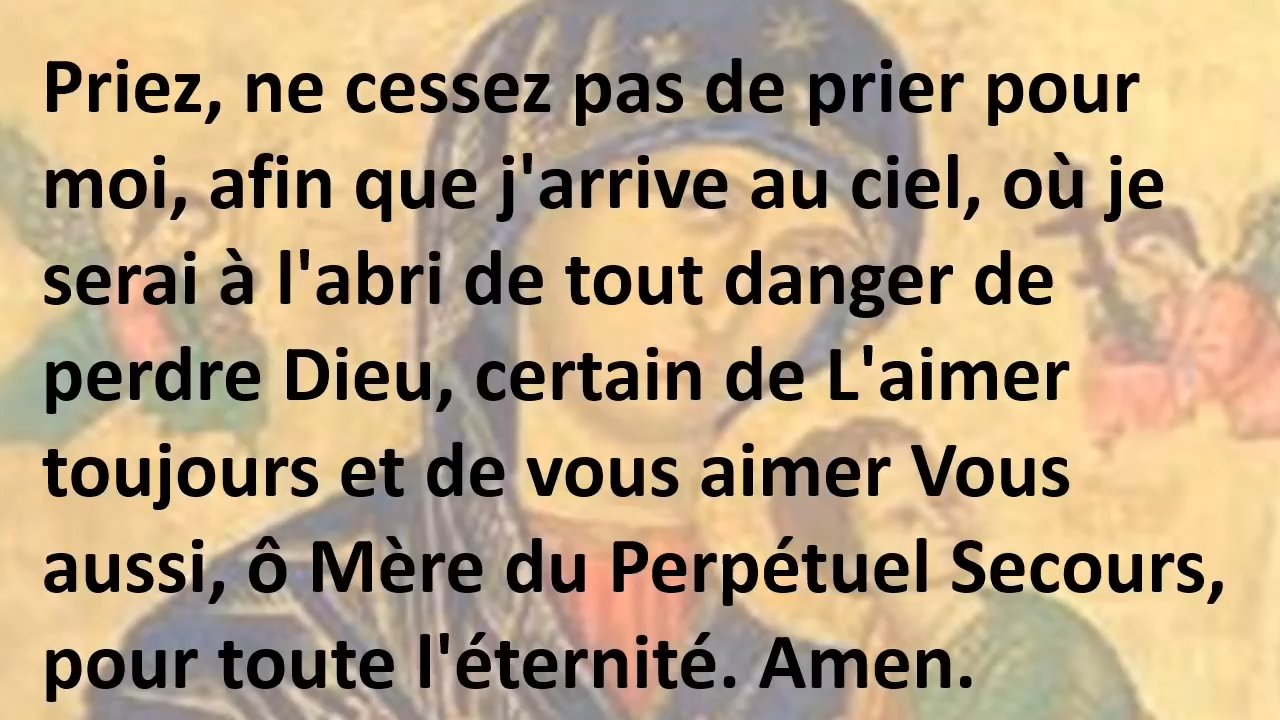 Priez, ne cessez pas de prier pour
moi, afin que j'arrive au ciel, où je
serai à l'abri de tout danger de
perdre Dieu, certain de L'aimer
toujours et de vous aimer Vous
aussi, ô Mère du Perpétuel Secours,
pour toute l'éternité. Amen.